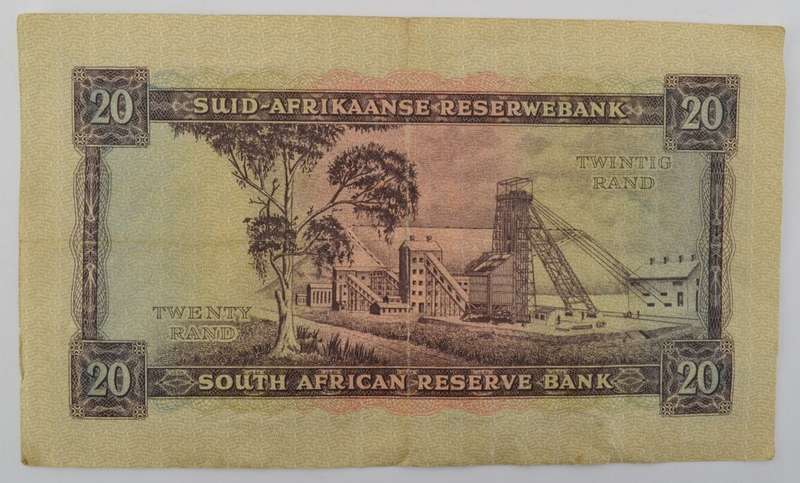 20 SUID-AFRIKAANSE RESERWEBANK 20
TWINTIG
RAND
TWENTY
RAND
20 SOUTH AFRICAN RESERVE BANK 20